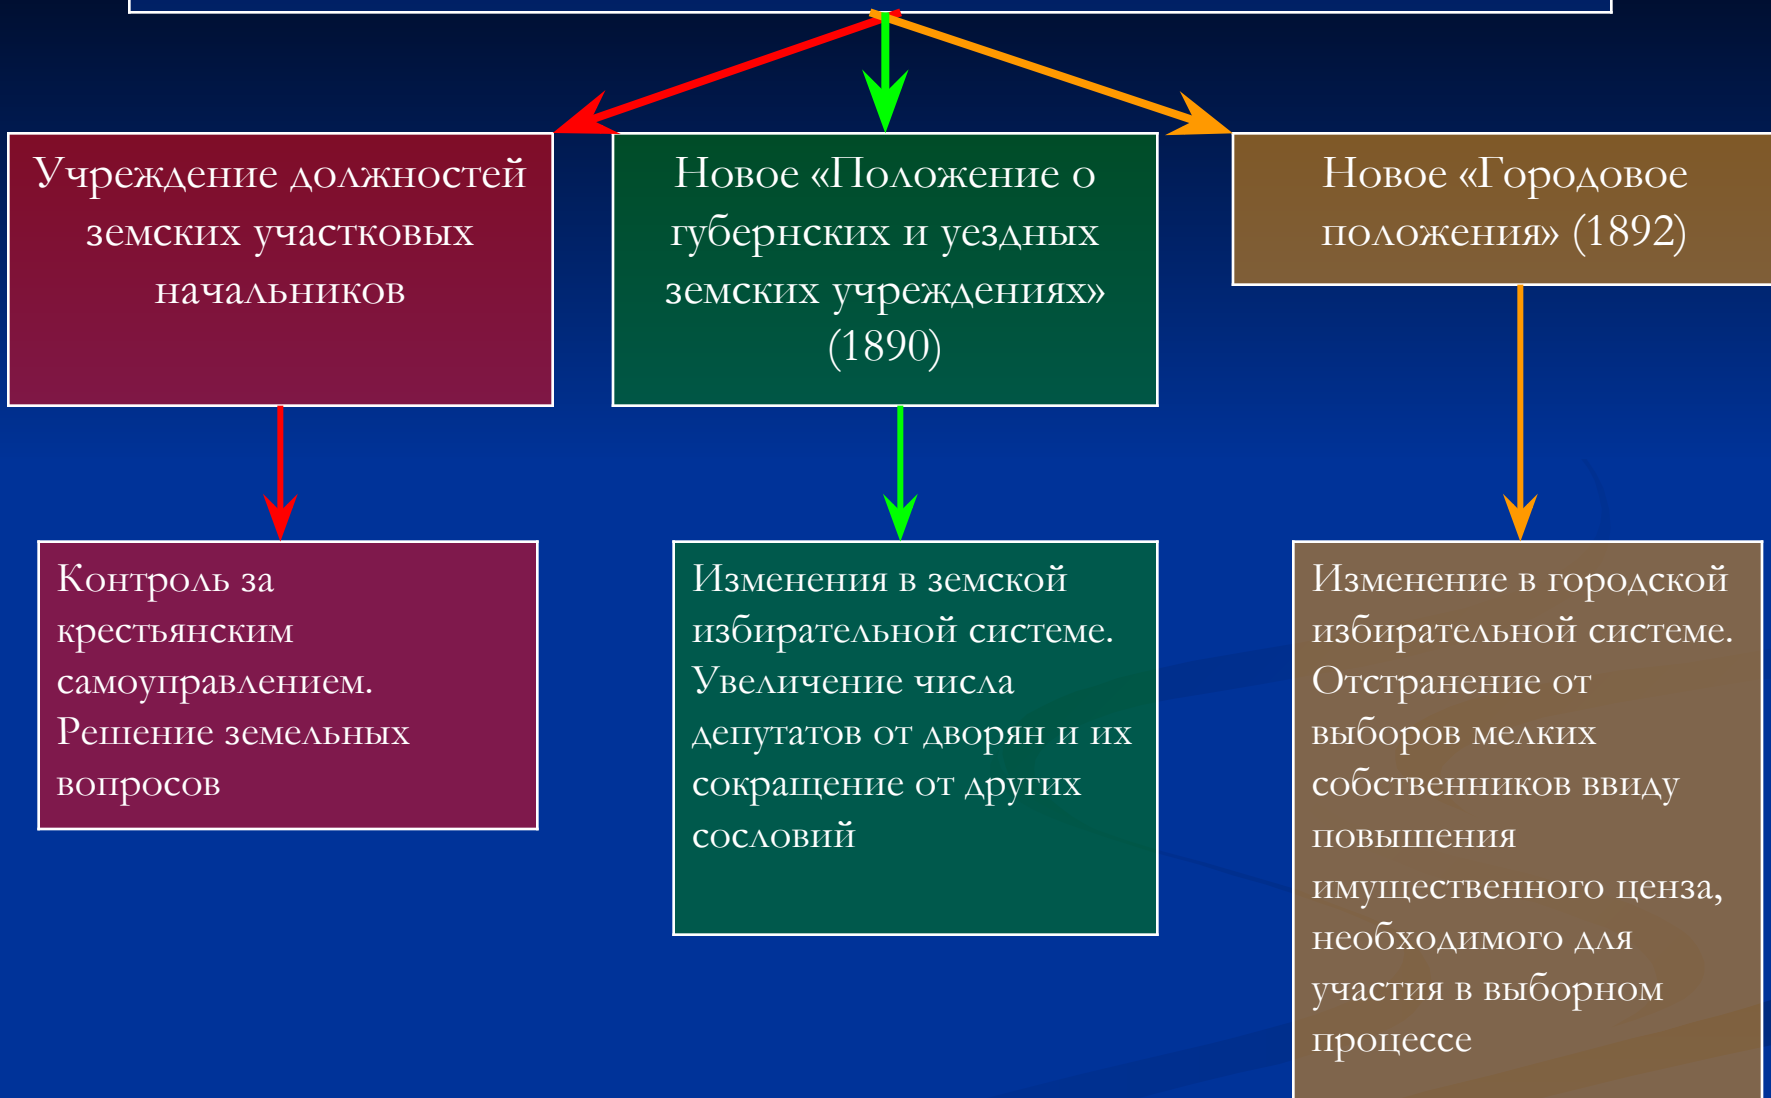 Учреждение должностей
земских участковых
начальников
Новое «Положение о
губернских и уездных
земских учреждениях»
(1890)
Новое «Городовое
положения» (1892)
Контроль за
крестьянским
самоуправлением.
Решение земельных
вопросов
Изменения в земской
избирательной системе.
Увеличение числа
депутатов от дворян и их
сокращение от других
сословий
Изменение в городской
избирательной системе.
Отстранение от
выборов мелких
собственников ввиду
повышения
имущественного ценза,
необходимого для
участия в выборном
процессе